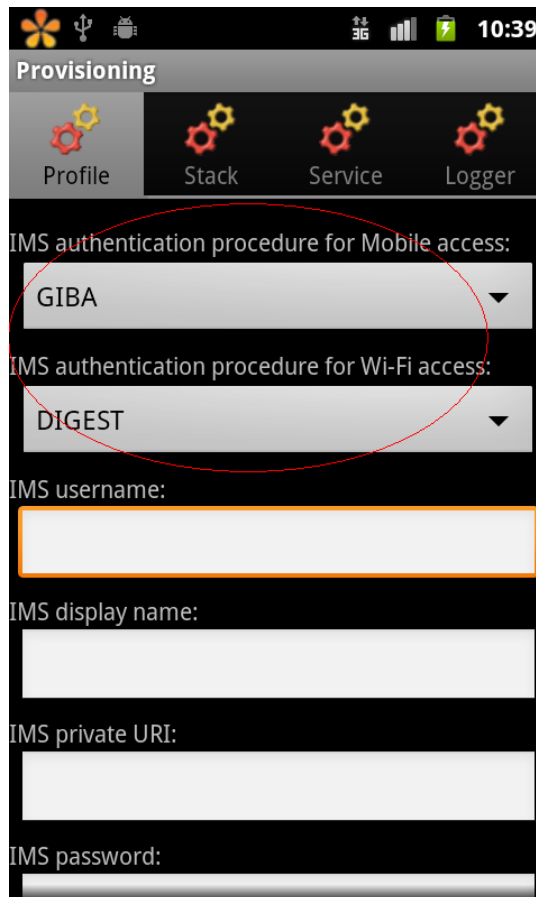 3G 10:39
Provisioning
Profile Stack Service Logger
IMS authentication procedure for Mobile access:
GIBA
IMS authentication procedure for Wi-Fi access:
DIGEST
IMS username:
IMS display name:
IMS private URI:
IMS password: